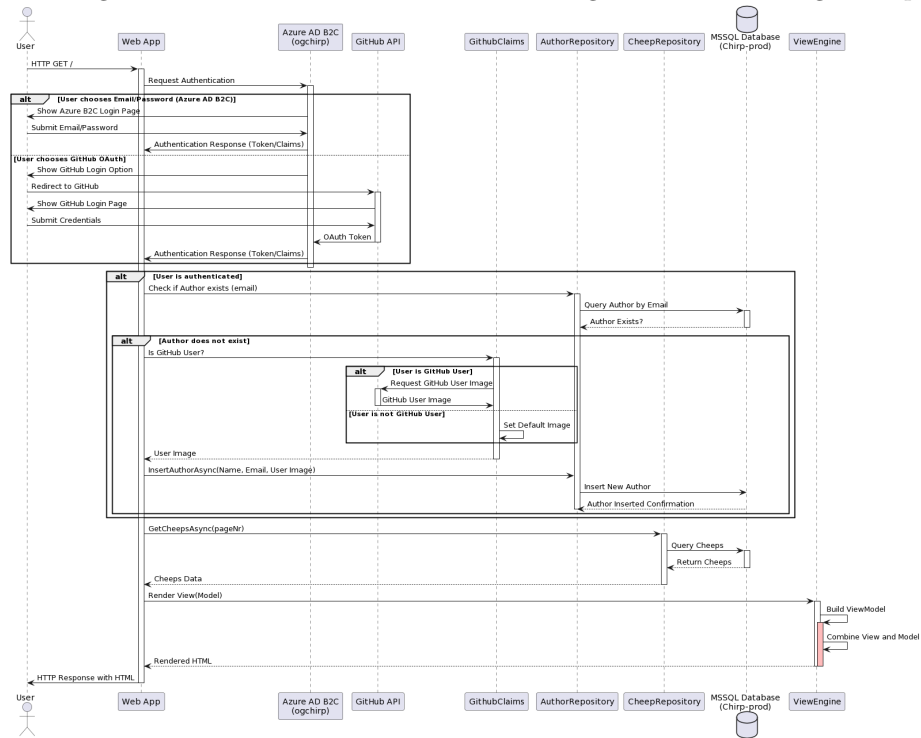 User
Web App
Azure AD B2C
(ogchirp)
GitHub API
GithubClaims
AuthorRepository
CheepRepository
MSSQL Database
(Chirp-prod)
ViewEngine
HTTP GET /
Request Authentication
alt [User chooses Email/Password (Azure AD B2C)]
Show Azure B2C Login Page
Submit Email/Password
Authentication Response (Token/Claims)
[User chooses GitHub OAuth]
Show GitHub Login Option
Redirect to GitHub
Show GitHub Login Page
Submit Credentials
OAuth Token
Authentication Response (Token/Claims)
alt [User is authenticated]
Check if Author exists (email)
Query Author by Email
Author Exists?
alt [Author does not exist]
Is GitHub User?
alt [User is GitHub User]
Request GitHub User Image
GitHub User Image
[User is not GitHub User]
Set Default Image
User Image
InsertAuthorAsync(Name, Email, User Image)
Insert New Author
Author Inserted Confirmation
GetCheepsAsync(pageNr)
Query Cheeps
Return Cheeps
Cheeps Data
Render View(Model)
Build ViewModel
Combine View and Model
Rendered HTML
HTTP Response with HTML
User
Web App
Azure AD B2C
(ogchirp)
GitHub API
GithubClaims
AuthorRepository
CheepRepository
MSSQL Database
(Chirp-prod)
ViewEngine